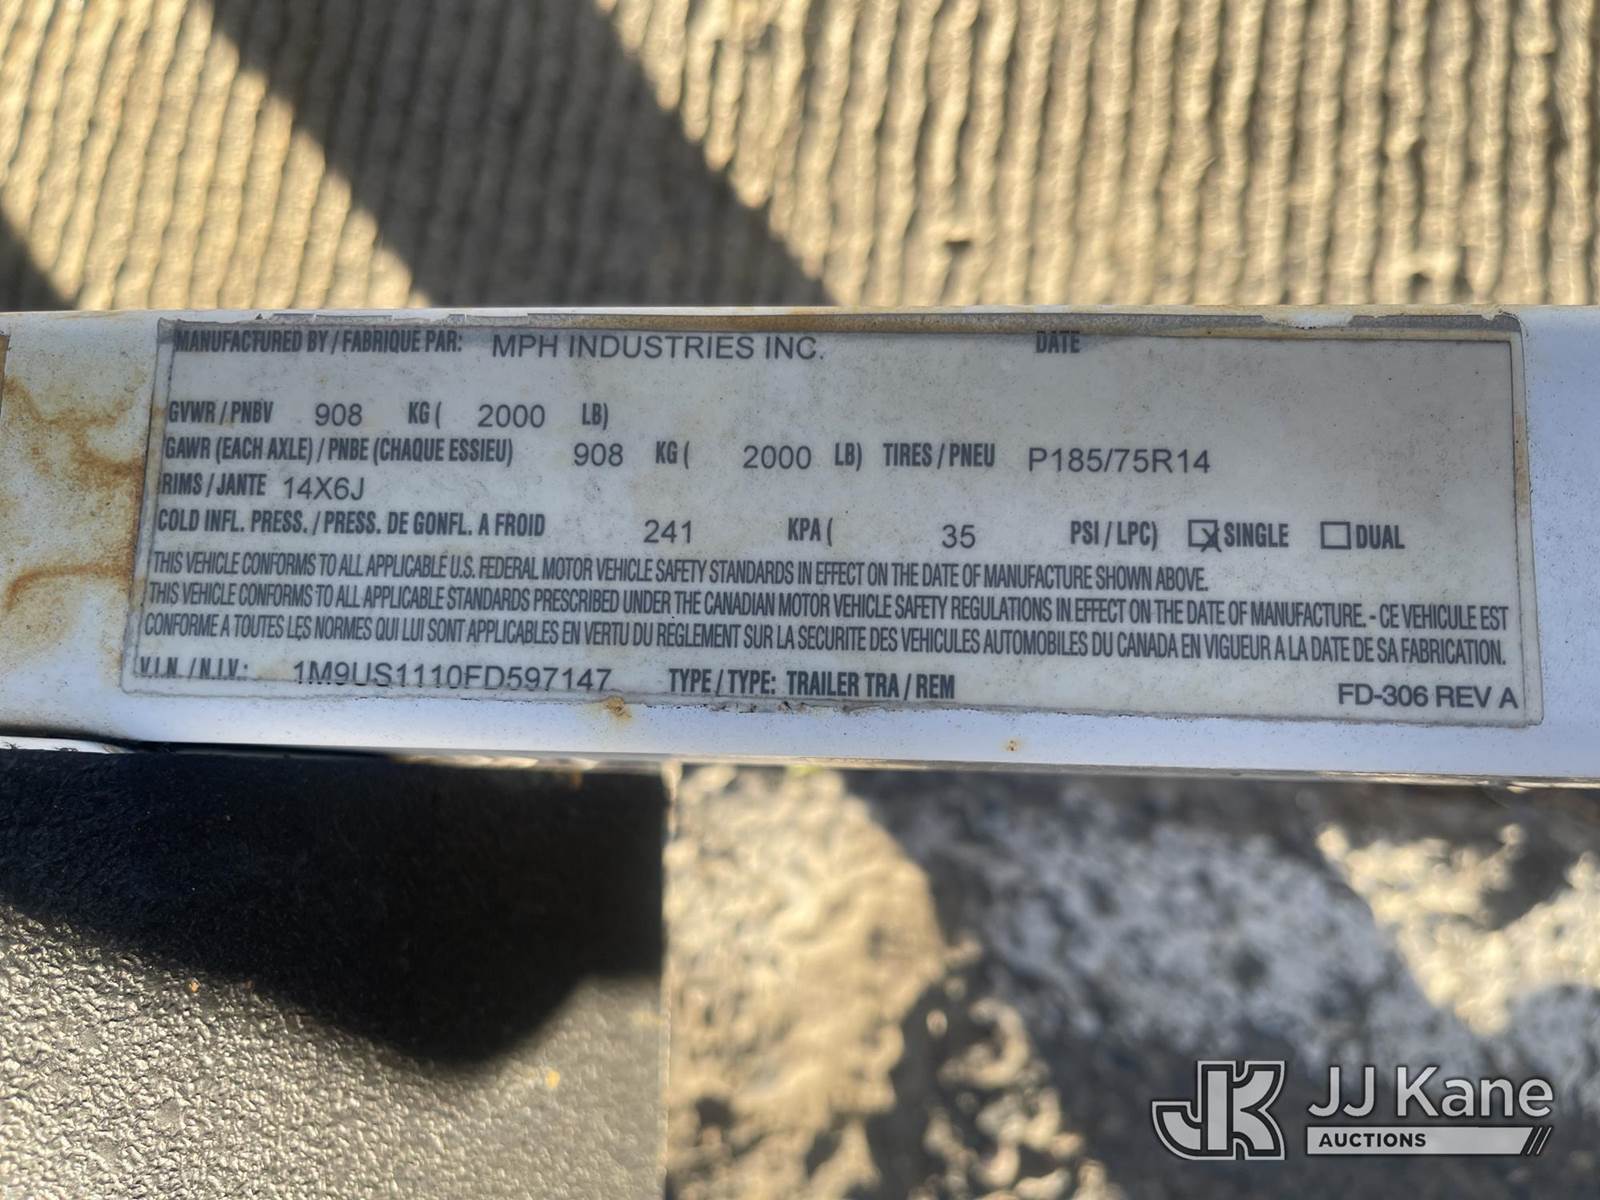 MANUFACTURED BY / FABRIQUE PAR: MPH INDUSTRIES INC. DATE
GVWR / PNBV 908 KG ( 2000 LB)
GAWR (EACH AXLE) / PNBE (CHAQUE ESSIEU) 908 KG ( 2000 LB) TIRES / PNEU P185/75R14
RIMS / JANTE 14X6J
COLD INFL. PRESS. / PRESS. DE GONFL. A FROID 241 KPA ( 35 PSI / LPC) SINGLE DUAL
THIS VEHICLE CONFORMS TO ALL APPLICABLE U.S. FEDERAL MOTOR VEHICLE SAFETY STANDARDS IN EFFECT ON THE DATE OF MANUFACTURE SHOWN ABOVE.
THIS VEHICLE CONFORMS TO ALL APPLICABLE STANDARDS PRESCRIBED UNDER THE CANADIAN MOTOR VEHICLE SAFETY REGULATIONS IN EFFECT ON THE DATE OF MANUFACTURE. - CE VEHICULE EST
CONFORME A TOUTES LES NORMES QUI LUI SONT APPLICABLES EN VERTU DU REGLEMENT SUR LA SECURITE DES VEHICULES AUTOMOBILES DU CANADA EN VIGUEUR A LA DATE DE SA FABRICATION.
V.I.N. / N.I.V.: 1M9US1110FD597147 TYPE / TYPE: TRAILER TRA / REM FD-306 REV A
JK JJ Kane
AUCTIONS